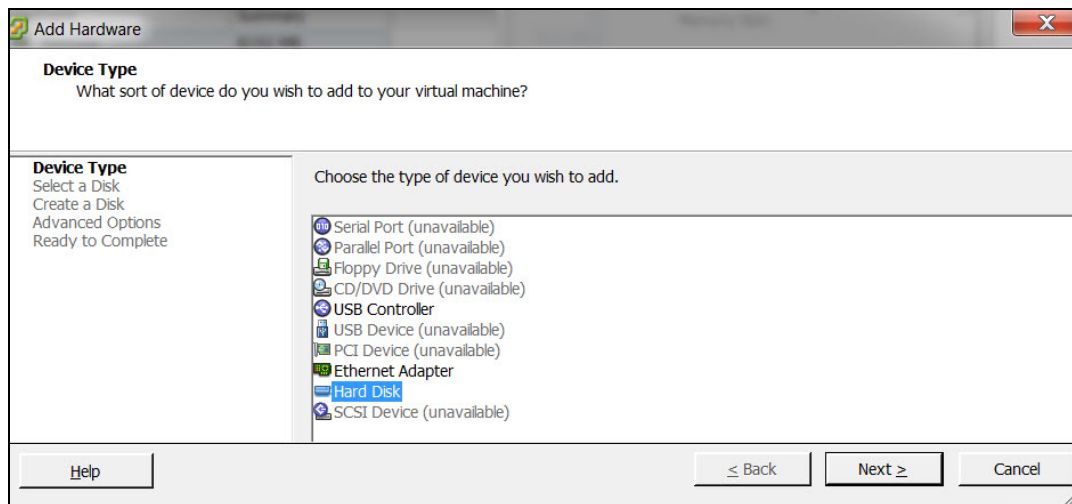 Add Hardware
Device Type
What sort of device do you wish to add to your virtual machine?
Device Type
Select a Disk
Create a Disk
Advanced Options
Ready to Complete
Choose the type of device you wish to add.
Serial Port (unavailable)
Parallel Port (unavailable)
Floppy Drive (unavailable)
CD/DVD Drive (unavailable)
USB Controller
USB Device (unavailable)
PCI Device (unavailable)
Ethernet Adapter
Hard Disk
SCSI Device (unavailable)
Help
< Back
Next >
Cancel